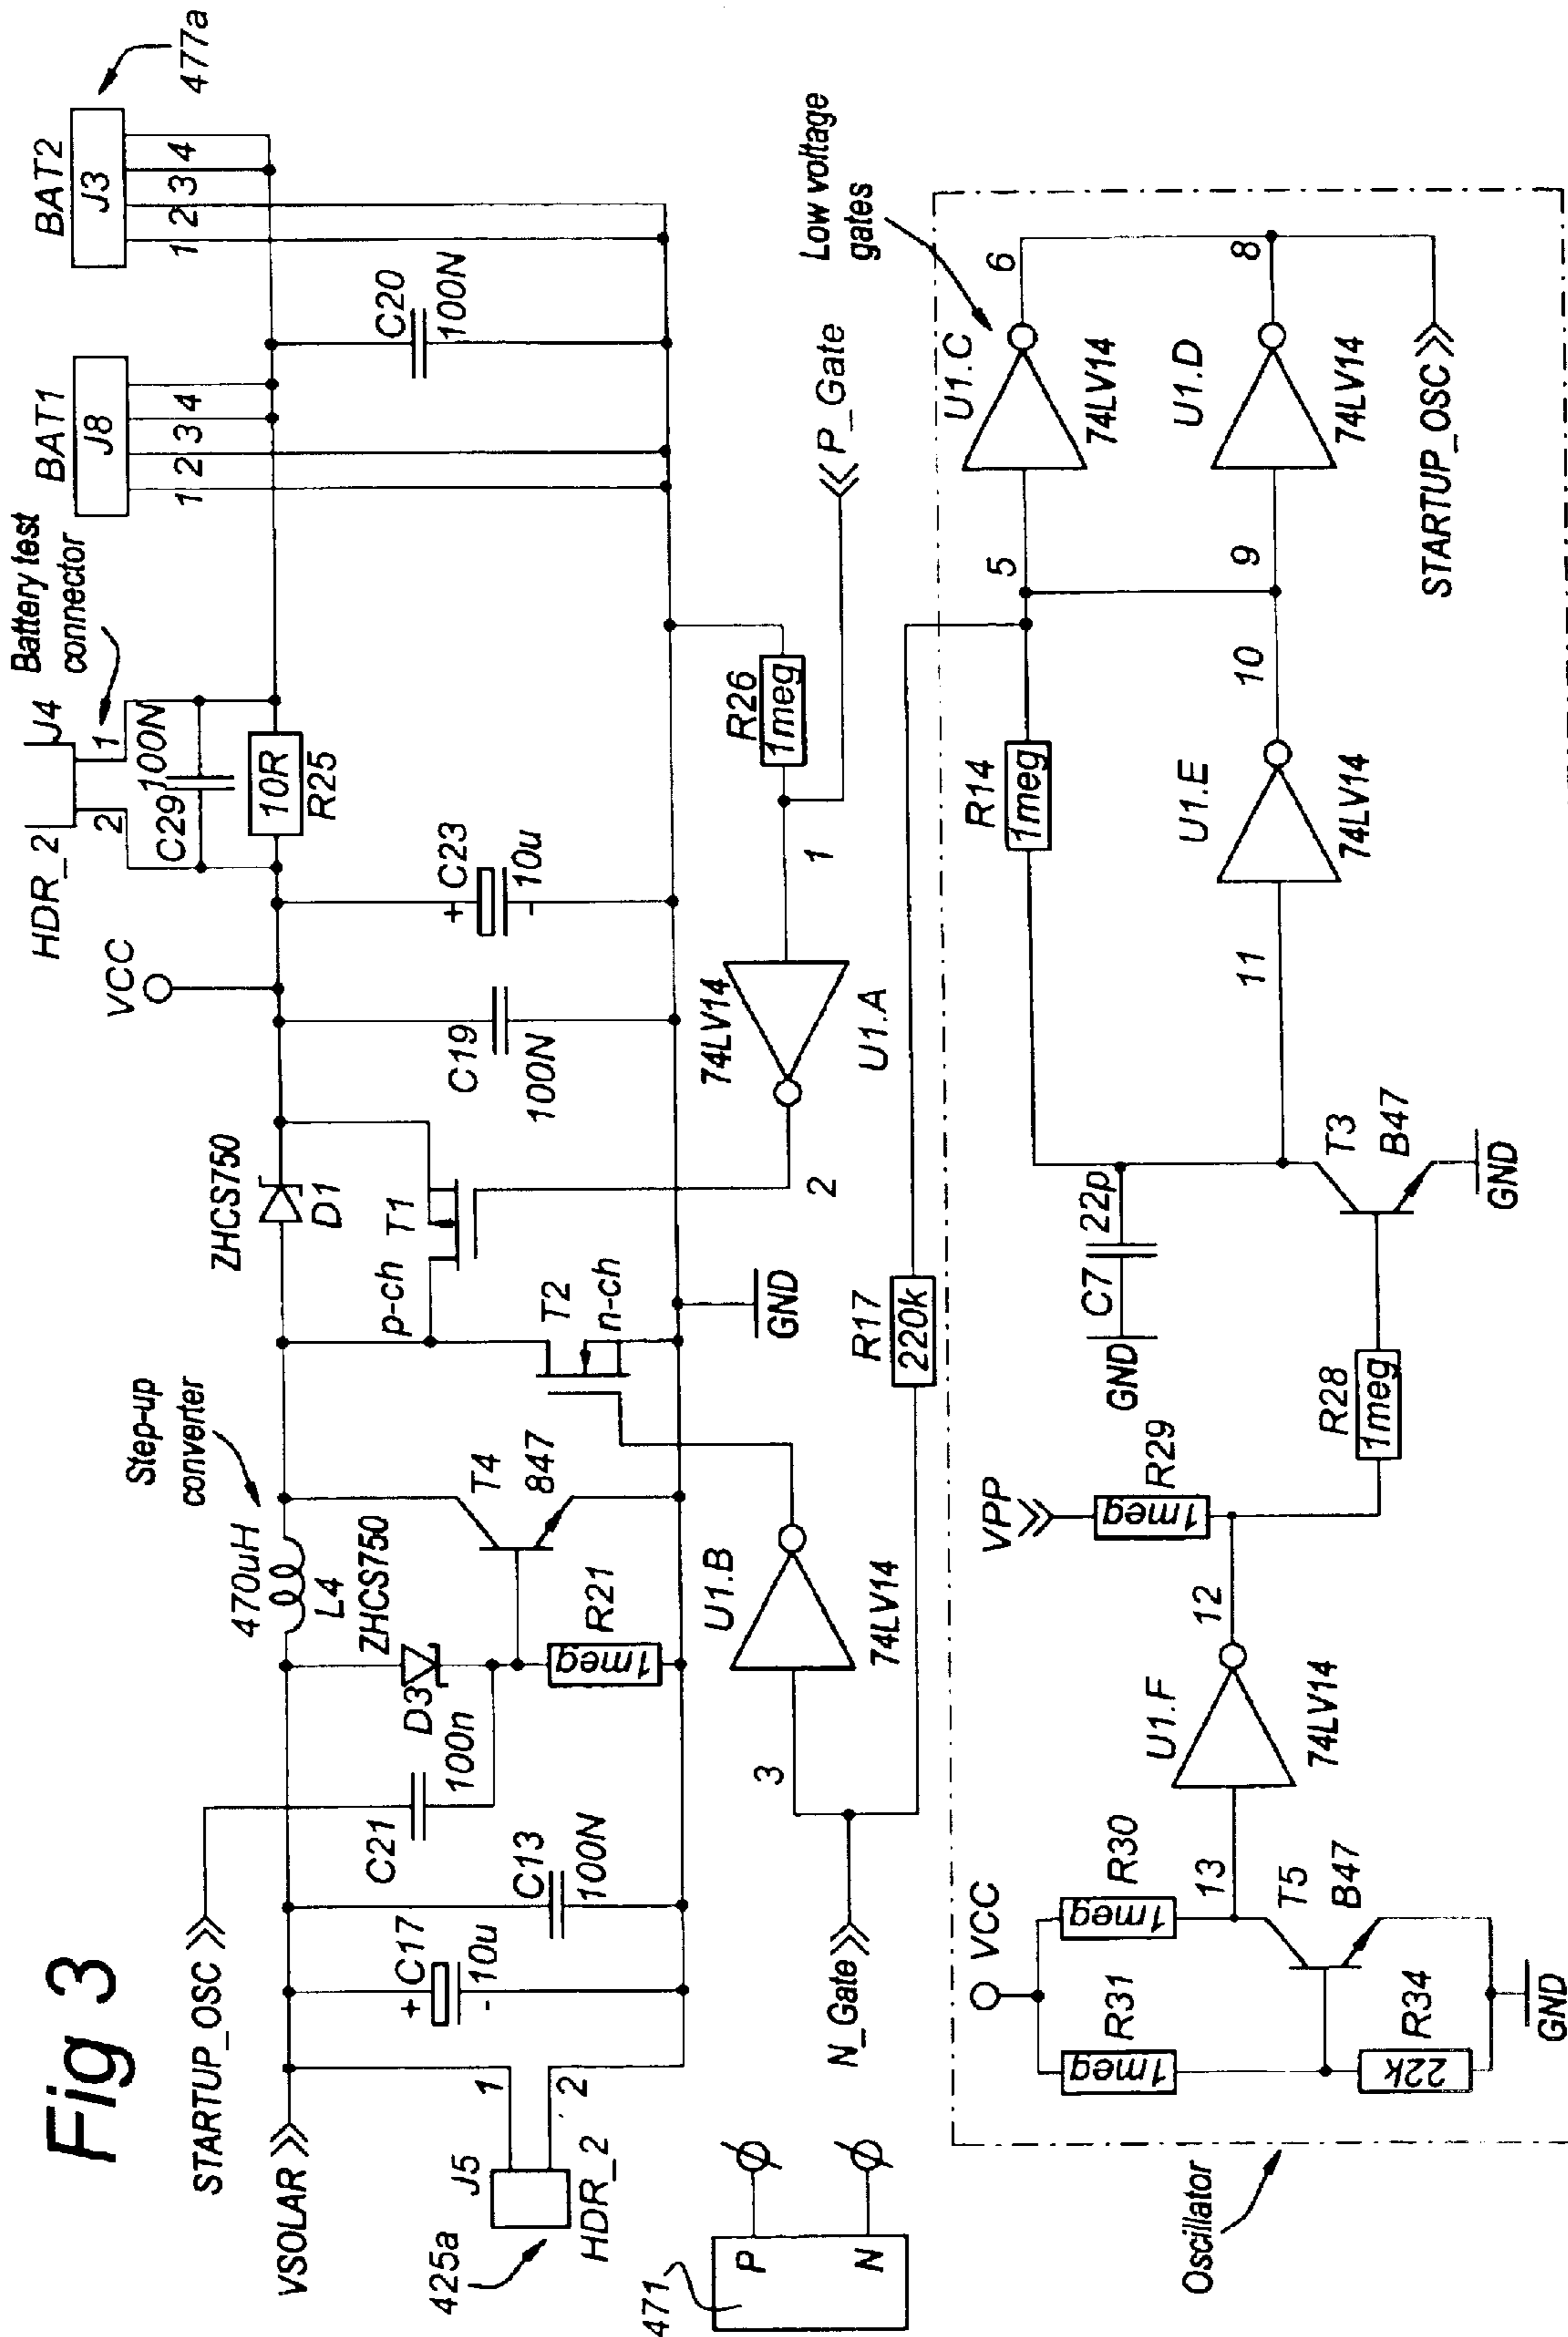 Fig 3
STARTUP_OSC
VSOLAR
425a
J5
HDR_2
1
2
C17
+
-
10u
C13
100N
C21
100n
D3
ZHCS750
470uH
L4
Step-up
converter
T4
847
R21
1meg
p-ch
T1
T2
n-ch
ZHCS750
D1
GND
VCC
C19
100N
C23
+
-
10u
HDR_2
J4
2
1
Battery test
connector
C29
100N
10R
R25
BAT1
J8
1
2
3
4
C20
100N
BAT2
J3
1
2
3
4
477a
471
P
N
N_Gate
3
U1.B
74LV14
R17
220k
2
74LV14
U1.A
1
R26
1meg
P_Gate
Low voltage
gates
Oscillator
VCC
R31
1meg
R30
1meg
R34
22k
GND
T5
B47
13
U1.F
74LV14
12
VPP
R29
1meg
R28
1meg
GND
C7
22p
T3
B47
GND
11
U1.E
74LV14
10
R14
1meg
5
9
U1.C
74LV14
6
U1.D
74LV14
8
STARTUP_OSC